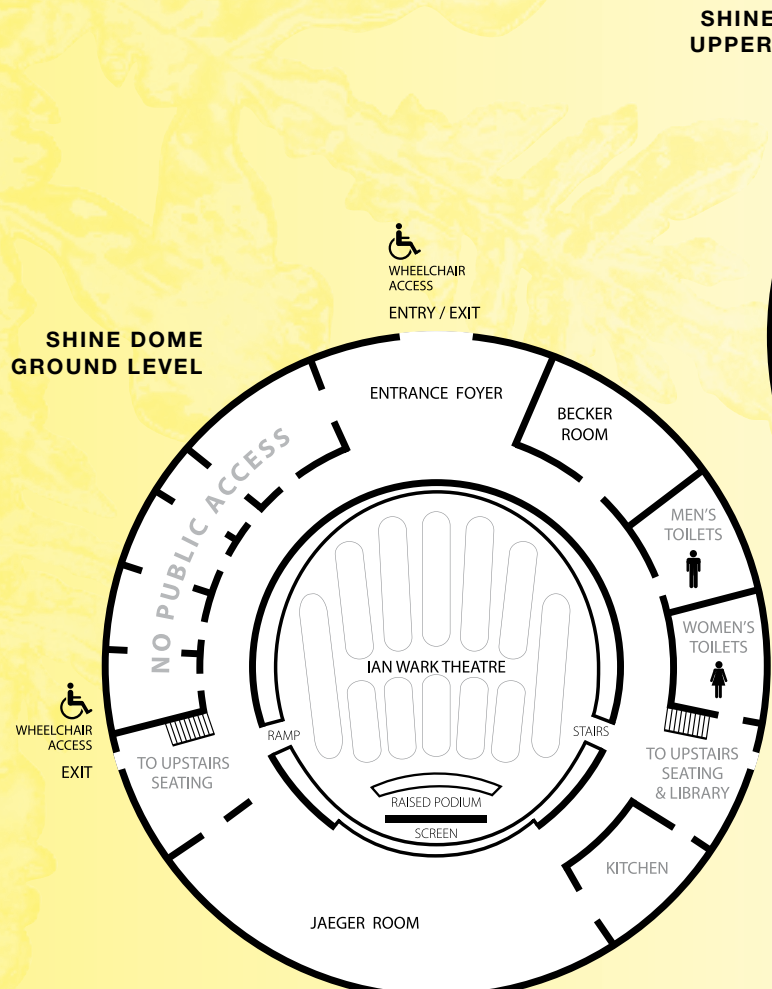 SHINE
UPPER
WHEELCHAIR
ACCESS
ENTRY / EXIT
SHINE DOME
GROUND LEVEL
ENTRANCE FOYER
BECKER
ROOM
NO PUBLIC ACCESS
MEN'S
TOILETS
WOMEN'S
TOILETS
IAN WARK THEATRE
WHEELCHAIR
ACCESS
EXIT
RAMP
STAIRS
TO UPSTAIRS
SEATING
TO UPSTAIRS
SEATING
& LIBRARY
RAISED PODIUM
SCREEN
KITCHEN
JAEGER ROOM